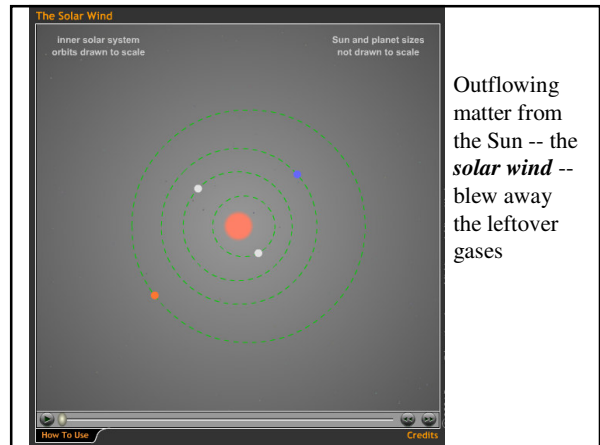 The Solar Wind
inner solar system
orbits drawn to scale
Sun and planet sizes
not drawn to scale
How To Use
Credits
Outflowing
matter from
the Sun -- the
solar wind --
blew away
the leftover
gases